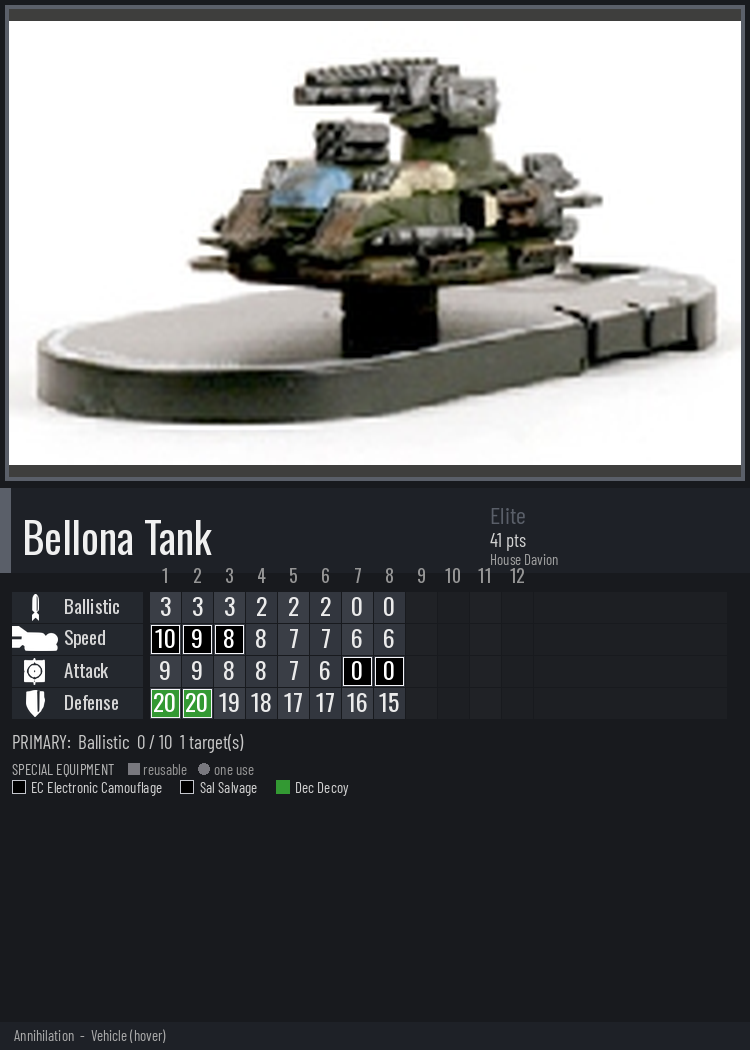 Bellona Tank
Elite
41 pts
House Davion
1 2 3 4 5 6 7 8 9 10 11 12
Ballistic 3 3 3 2 2 2 0 0
Speed 10 9 8 8 7 7 6 6
Attack 9 9 8 8 7 6 0 0
Defense 20 20 19 18 17 17 16 15
PRIMARY: Ballistic 0 / 10 1 target(s)
SPECIAL EQUIPMENT reusable one use
EC Electronic Camouflage Sal Salvage Dec Decoy
Annihilation - Vehicle (hover)